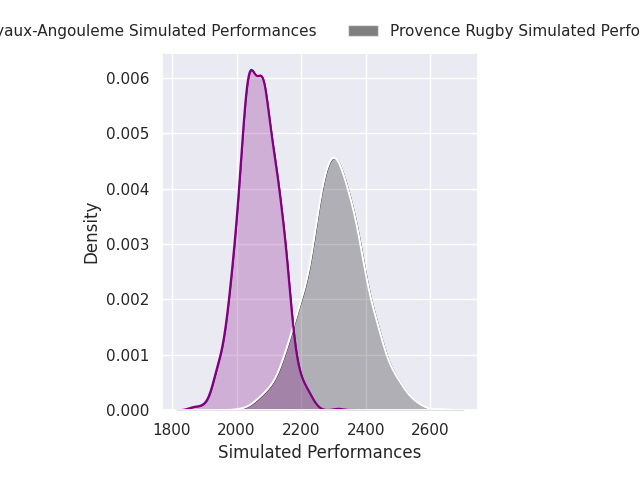 yaux-Angouleme Simulated Performances Provence Rugby Simulated Perfo
0.006
0.005
0.004
0.003
0.002
0.001
0.000
Density
1800 2000 2200 2400 2600
Simulated Performances